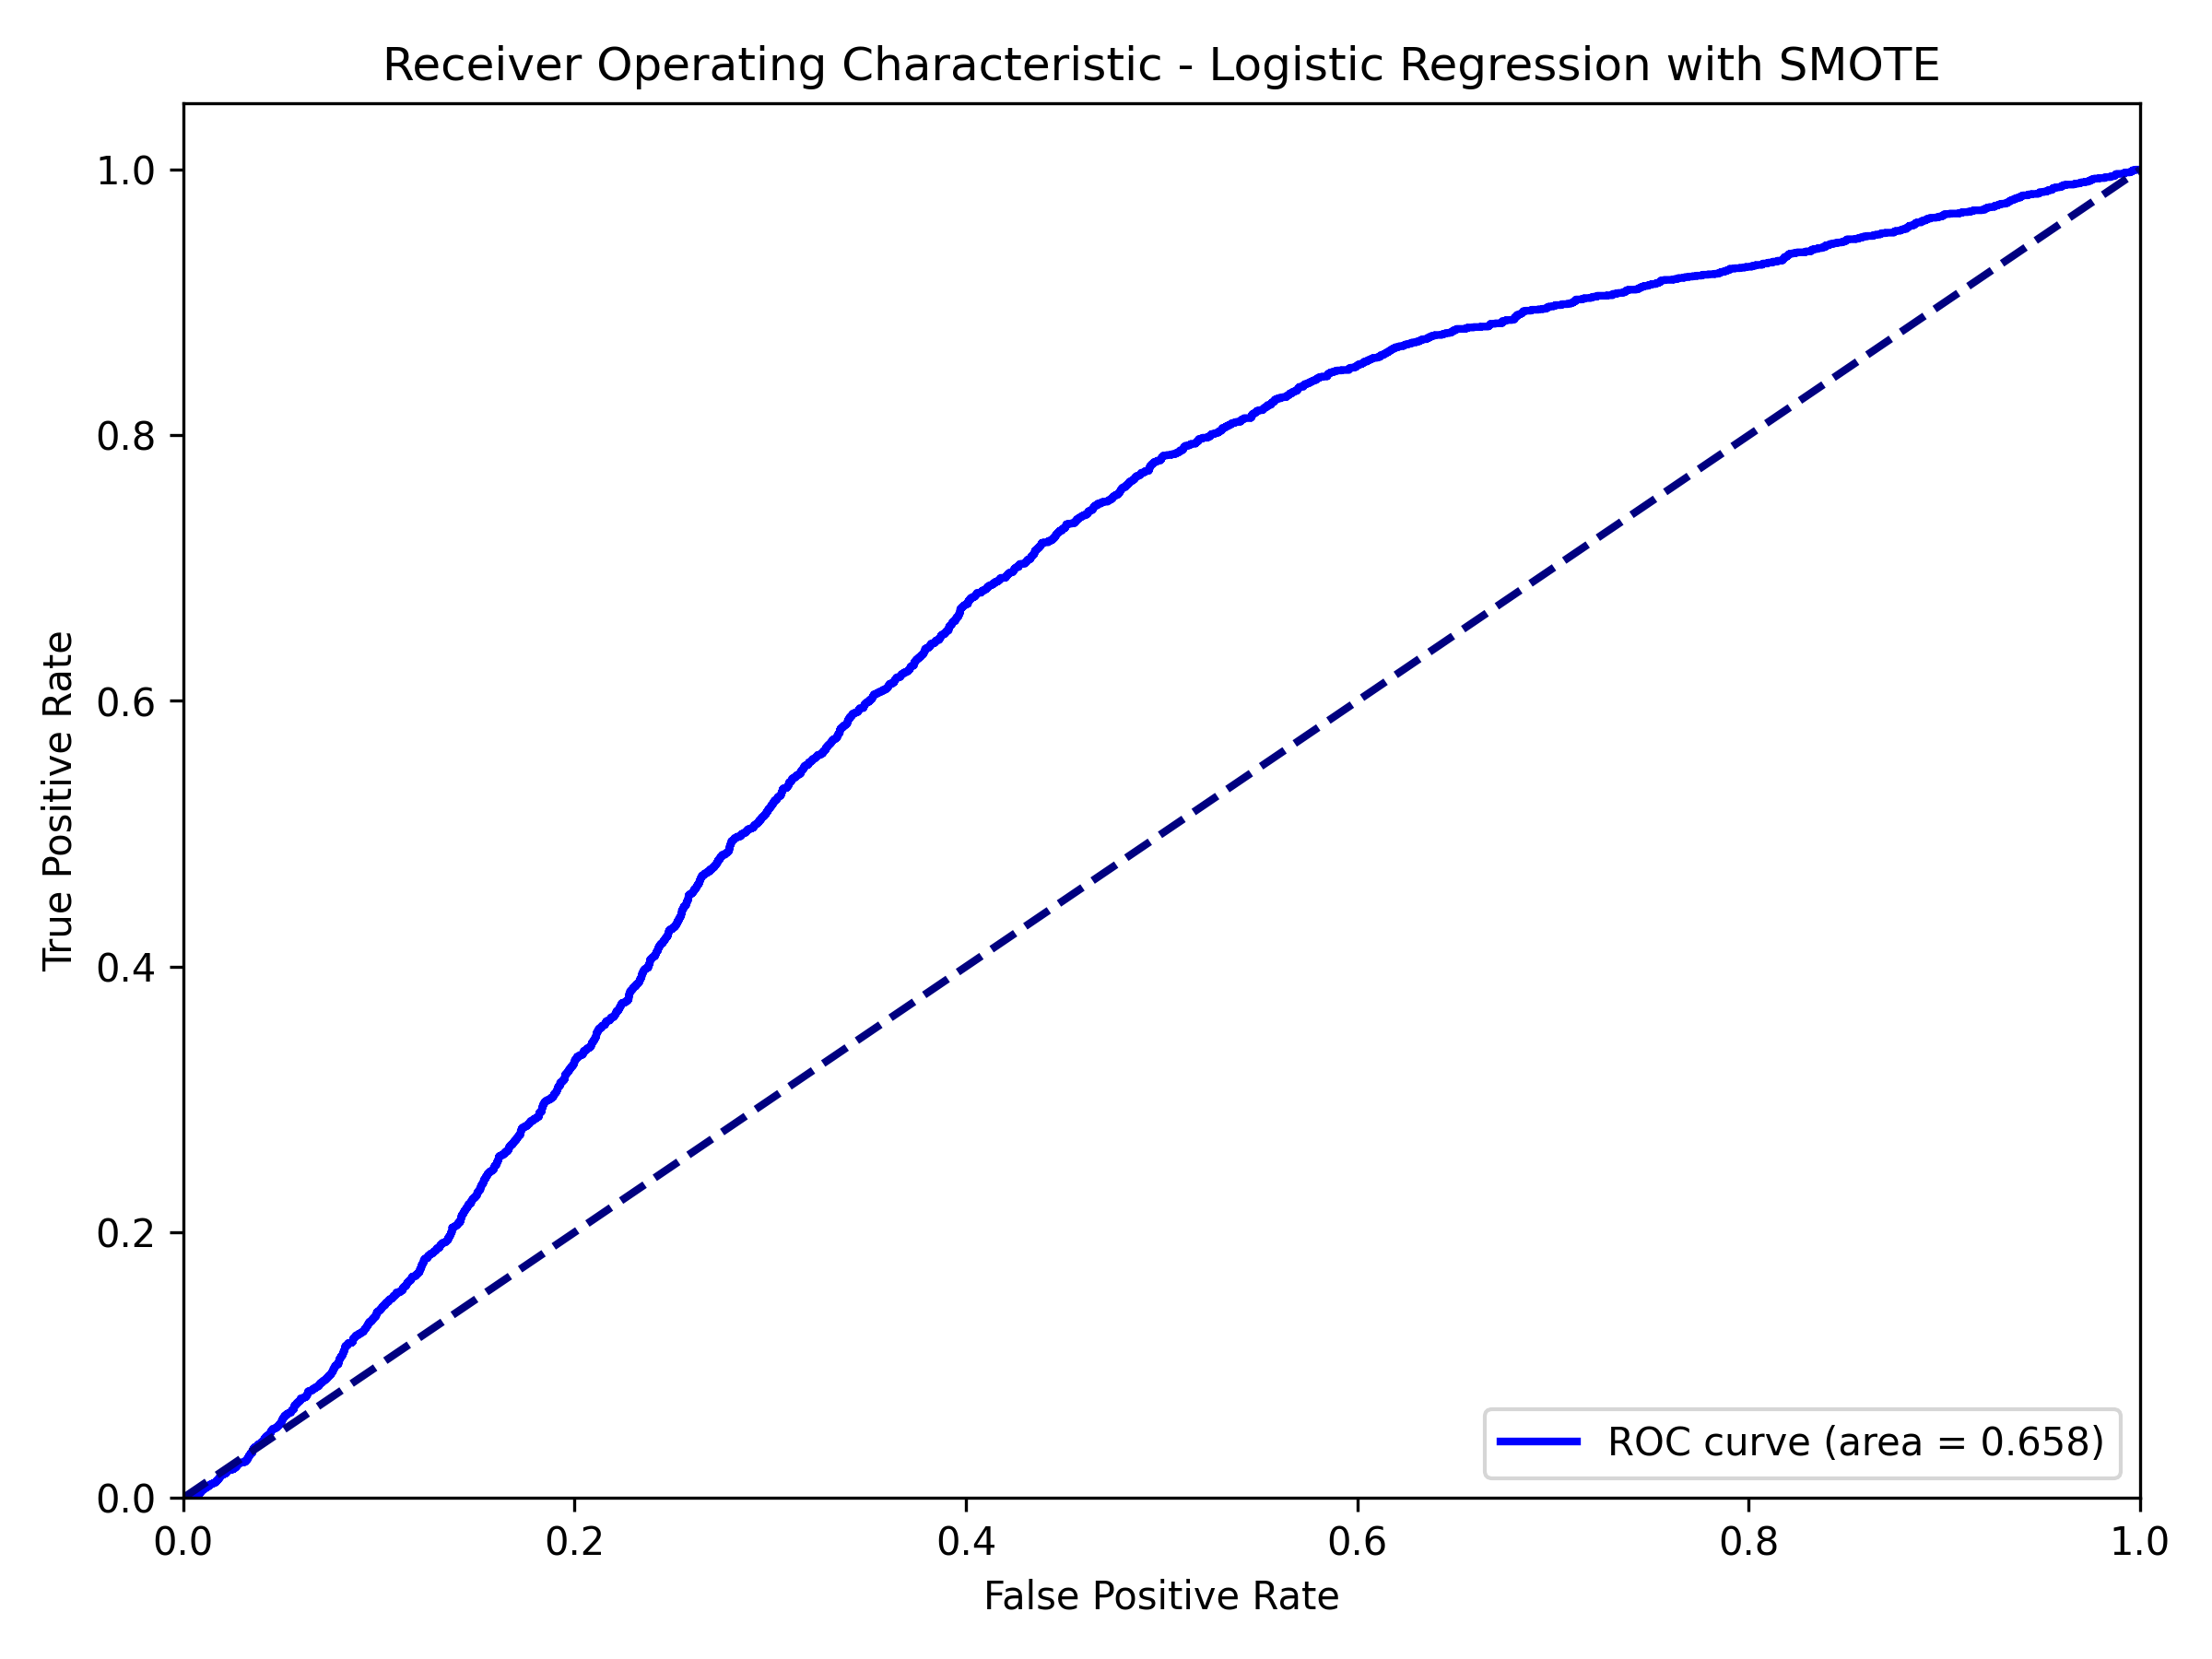 Receiver Operating Characteristic - Logistic Regression with SMOTE
1.0
0.8
0.6
0.4
0.2
0.0
True Positive Rate
ROC curve (area = 0.658)
0.0 0.2 0.4 0.6 0.8 1.0
False Positive Rate